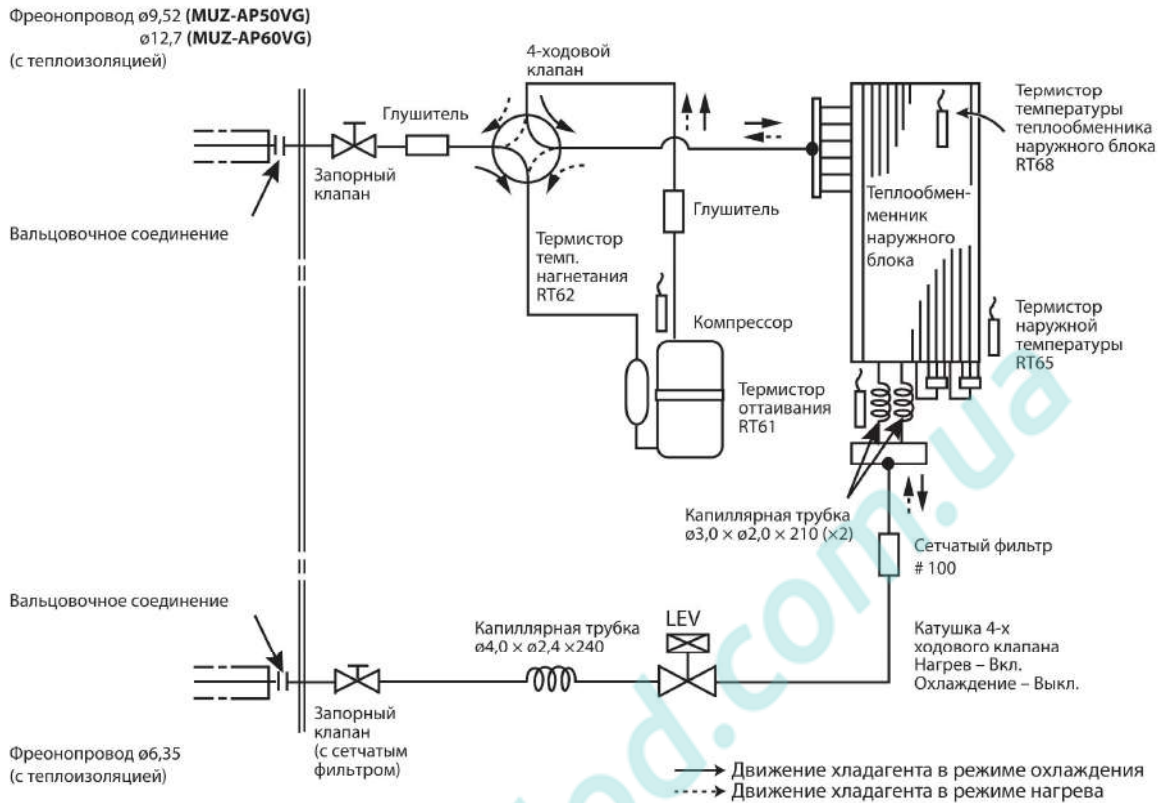 Фреонопровод ø9,52 (MUZ-AP50VG)
ø12,7 (MUZ-AP60VG)
(с теплоизоляцией)
4-ходовой
клапан
Глушитель
Запорный
клапан
Вальцовочное соединение
Термистор
температуры
теплообменника
наружного блока
RT68
Теплообмен-
менник
наружного
блока
Глушитель
Термистор
темп.
нагнетания
RT62
Компрессор
Термистор
наружной
температуры
RT65
Термистор
оттаивания
RT61
Капиллярная трубка
ø3,0 × ø2,0 × 210 (×2)
Сетчатый фильтр
# 100
Вальцовочное соединение
Капиллярная трубка
ø4,0 × ø2,4 ×240
LEV
Катушка 4-х
ходового клапана
Нагрев – Вкл.
Охлаждение – Выкл.
Запорный
клапан
(с сетчатым
фильтром)
Фреонопровод ø6,35
(с теплоизоляцией)
Движение хладагента в режиме охлаждения
Движение хладагента в режиме нагрева
od.com.ua